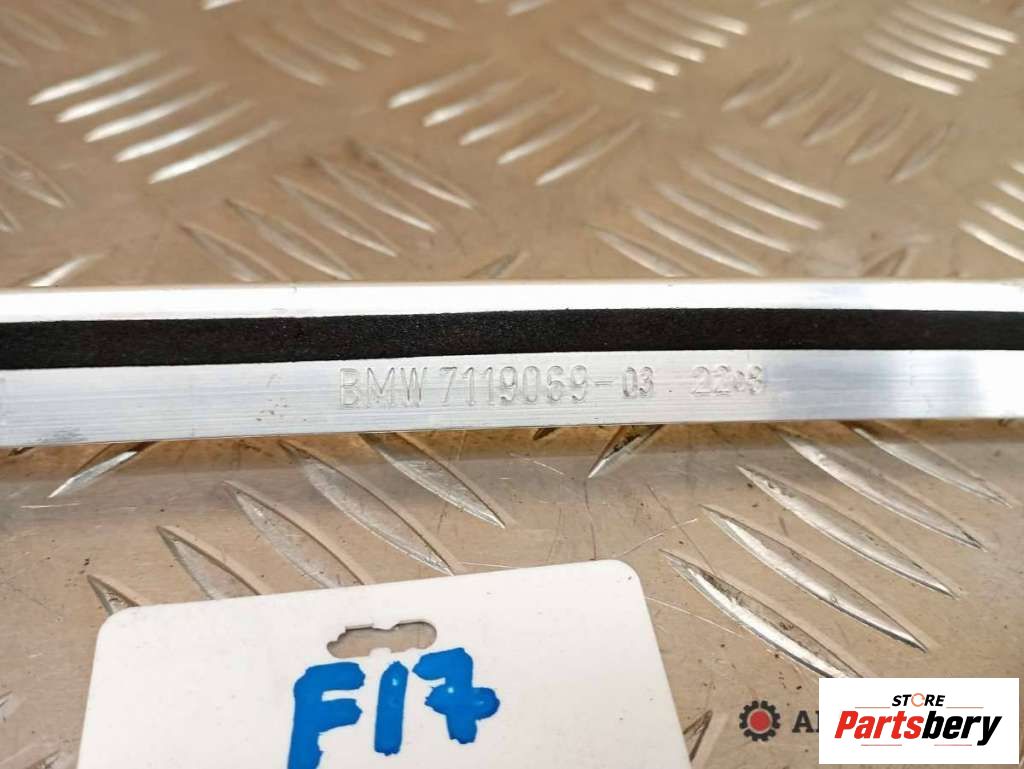 BMW 7119069-03 2203
F17
STORE
Partsbery